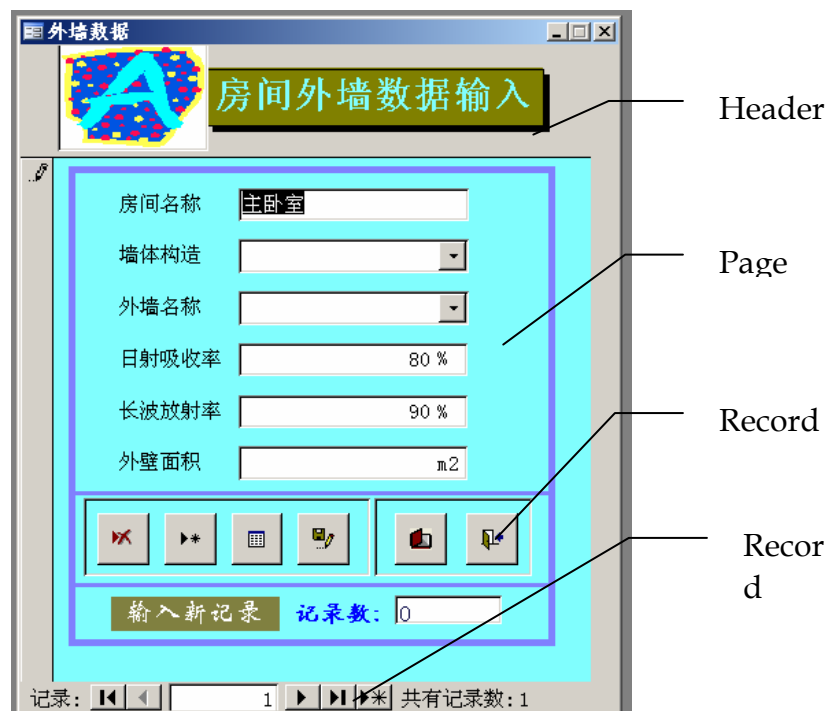 外墙数据
A
房间外墙数据输入
Header
房间名称 主卧室
墙体构造
Page
外墙名称
日射吸收率 80 %
长波放射率 90 %
Record
外壁面积 m2
Recor
d
输入新记录 记录数: 0
记录: 1 共有记录数: 1